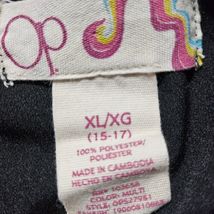 Op
XL/XG
(15-17)
100% POLYESTER/
POLIESTER
MADE IN CAMBODIA
HECHO EN CAMBOYA
COLOR: MULTI